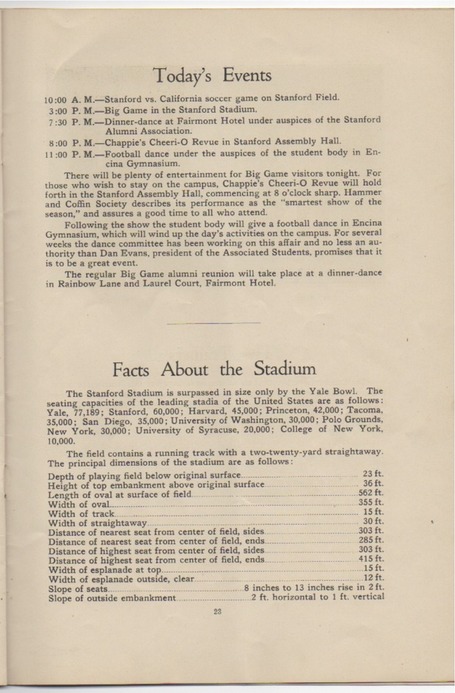 Today's Events
10:00 A. M.—Stanford vs. California soccer game on Stanford Field.
3:00 P. M.—Big Game in the Stanford Stadium.
7:30 P. M.—Dinner-dance at Fairmont Hotel under auspices of the Stanford
Alumni Association.
8:00 P. M.—Chappie's Cheeri-O Revue in Stanford Assembly Hall.
11:00 P. M.—Football dance under the auspices of the student body in En-
cina Gymnasium.
There will be plenty of entertainment for Big Game visitors tonight. For
those who wish to stay on the campus, Chappie's Cheeri-O Revue will hold
forth in the Stanford Assembly Hall, commencing at 8 o'clock sharp. Hammer
and Coffin Society describes its performance as the "smartest show of the
season," and assures a good time to all who attend.
Following the show the student body will give a football dance in Encina
Gymnasium, which will wind up the day's activities on the campus. For several
weeks the dance committee has been working on this affair and no less an au-
thority than Dan Evans, president of the Associated Students, promises that it
is to be a great event.
The regular Big Game alumni reunion will take place at a dinner-dance
in Rainbow Lane and Laurel Court, Fairmont Hotel.
Facts About the Stadium
The Stanford Stadium is surpassed in size only by the Yale Bowl. The
seating capacities of the leading stadia of the United States are as follows:
Yale, 77,189; Stanford, 60,000; Harvard, 45,000; Princeton, 42,000; Tacoma,
35,000; San Diego, 35,000; University of Washington, 30,000; Polo Grounds,
New York, 30,000; University of Syracuse, 20,000; College of New York,
10,000.
The field contains a running track with a two-twenty-yard straightaway.
The principal dimensions of the stadium are as follows:
Depth of playing field below original surface 23 ft.
Height of top embankment above original surface 36 ft.
Length of oval at surface of field 562 ft.
Width of oval 355 ft.
Width of track 15 ft.
Width of straightaway 30 ft.
Distance of nearest seat from center of field, sides 303 ft.
Distance of nearest seat from center of field, ends 285 ft.
Distance of highest seat from center of field, sides 303 ft.
Distance of highest seat from center of field, ends 415 ft.
Width of esplanade at top 15 ft.
Width of esplanade outside, clear 12 ft.
Slope of seats 8 inches to 13 inches rise in 2 ft.
Slope of outside embankment 2 ft. horizontal to 1 ft. vertical
23